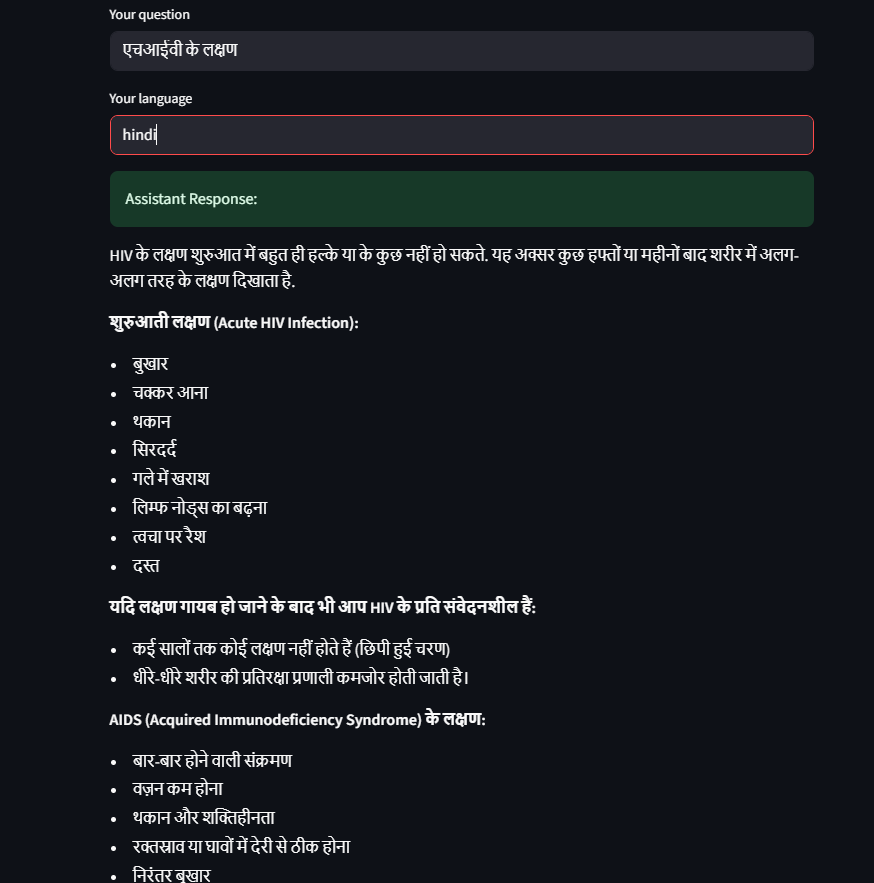 Your question
एचआईवी के लक्षण
Your language
hindi
Assistant Response:
HIV के लक्षण शुरुआत में बहुत ही हल्के या के कुछ नहीं हो सकते. यह अक्सर कुछ हफ्तों या महीनों बाद शरीर में अलग-
अलग तरह के लक्षण दिखाता है.
शुरुआती लक्षण (Acute HIV Infection):
• बुखार
• चक्कर आना
• थकान
• सिरदर्द
• गले में खराश
• लिम्फ नोड्स का बढ़ना
• त्वचा पर रैश
• दस्त
यदि लक्षण गायब हो जाने के बाद भी आप HIV के प्रति संवेदनशील हैं:
• कई सालों तक कोई लक्षण नहीं होते हैं (छिपी हुई चरण)
• धीरे-धीरे शरीर की प्रतिरक्षा प्रणाली कमजोर होती जाती है।
AIDS (Acquired Immunodeficiency Syndrome) के लक्षण:
• बार-बार होने वाली संक्रमण
• वज़न कम होना
• थकान और शक्तिहीनता
• रक्तस्राव या घावों में देरी से ठीक होना
• निरंतर बुखार